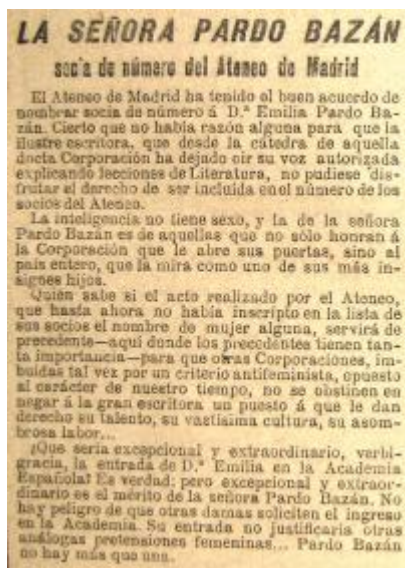 LA SEÑORA PARDO BAZÁN
socia de número del Ateneo de Madrid
El Ateneo de Madrid ha tenido el buen acuerdo de
nombrar socia de número á D.ª Emilia Pardo Ba-
zán. Cierto que no había razón alguna para que la
ilustre escritora, que desde la cátedra de aquella
docta Corporación ha dejado oir su voz autorizada
explicando lecciones de Literatura, no pudiese dis-
frutar el derecho de ser incluída en el número de los
socios del Ateneo.
La inteligencia no tiene sexo, y la de la señora
Pardo Bazán es de aquellas que no sólo honran á
la Corporación que le abre sus puertas, sino al
país entero, que la mira como uno de sus más in-
signes hijos.
Quién sabe si el acto realizado por el Ateneo,
que hasta ahora no había inscripto en la lista de
sus socios el nombre de mujer alguna, servirá de
precedente—aquí donde los precedentes tienen tan-
ta importancia—para que otras Corporaciones, im-
buídas tal vez por un criterio antifeminista, opuesto
al carácter de nuestro tiempo, no se obstinen en
negar á la gran escritora un puesto á que le dan
derecho su talento, su vastísima cultura, su asom-
brosa labor...
¡Que sería excepcional y extraordinario, verbi-
gracia, la entrada de D.ª Emilia en la Academia
Española! Es verdad; pero excepcional y extraor-
dinario es el mérito de la señora Pardo Bazán. No
hay peligro de que otras damas soliciten el ingreso
en la Academia. Su entrada no justificaría otras
análogas pretensiones femeninas... Pardo Bazán
no hay más que una.